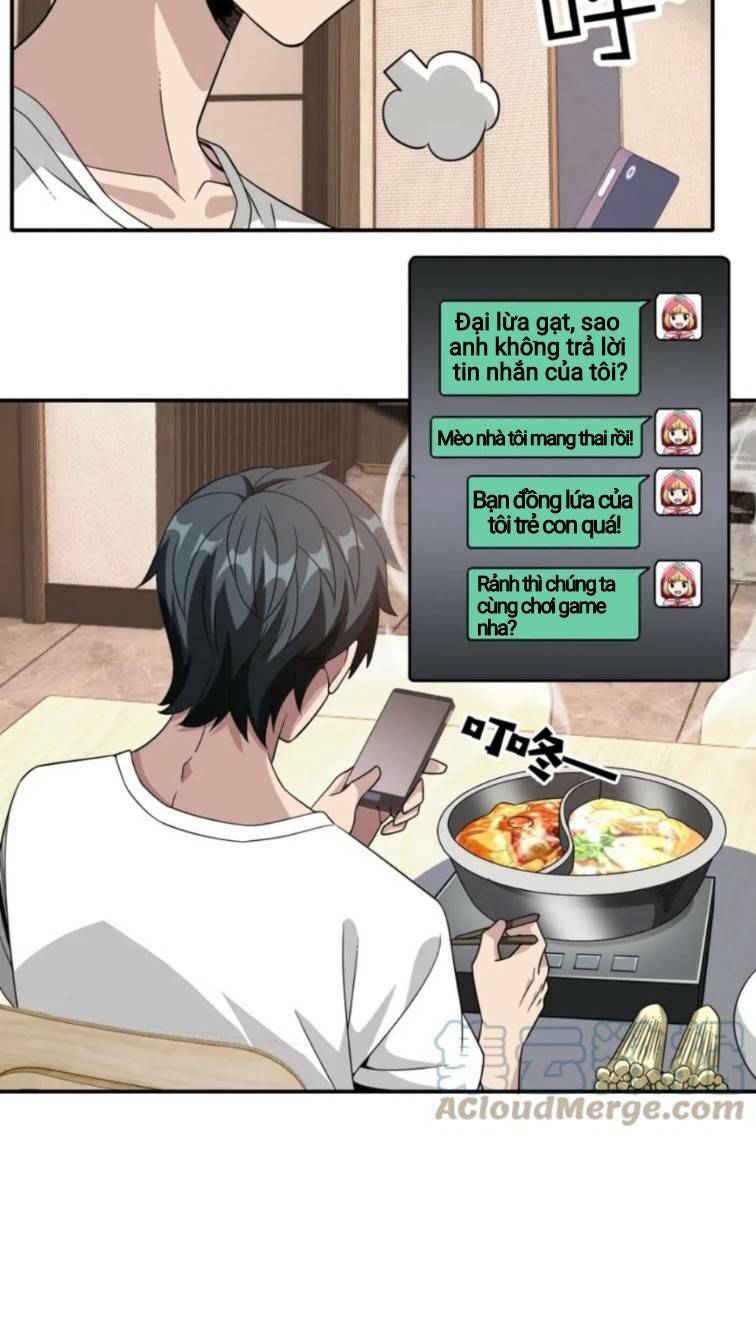 呼
Đại lừa gạt, sao
anh không trả lời
tin nhắn của tôi?
Mèo nhà tôi mang thai rồi!
Bạn đồng lứa của
tôi trẻ con quá!
Rảnh thì chúng ta
cùng chơi game
nha?
叮咚—
ACloudMerge.com